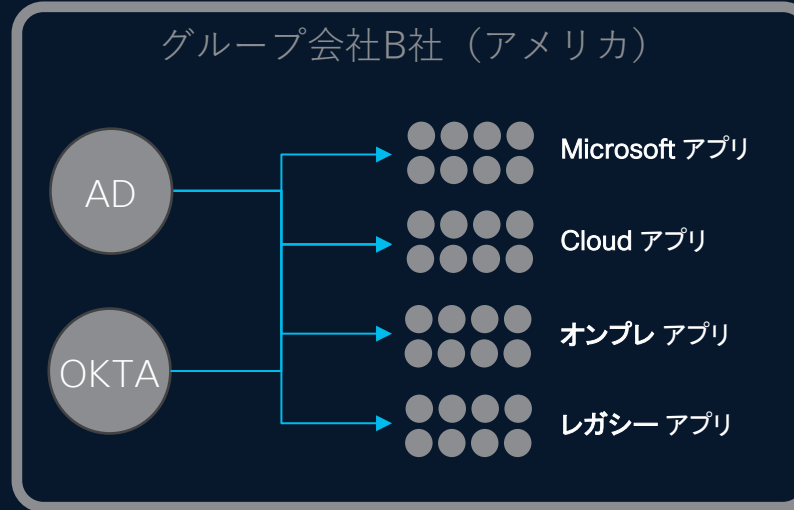 グループ会社B社（アメリカ）
AD
Microsoft アプリ
Cloud アプリ
オンプレ アプリ
OKTA
レガシー アプリ